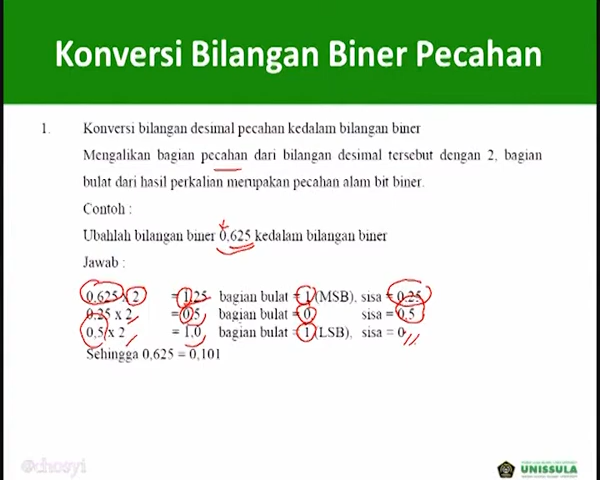 Konversi Bilangan Biner Pecahan
1. Konversi bilangan desimal pecahan kedalam bilangan biner
Mengalikan bagian pecahan dari bilangan desimal tersebut dengan 2, bagian
bulat dari hasil perkalian merupakan pecahan alam bit biner.
Contoh :
Ubahlah bilangan biner 0,625 kedalam bilangan biner
Jawab :
0,625 x 2 = 1,25 bagian bulat = 1 (MSB), sisa = 0,25
0,25 x 2 = 0,5 bagian bulat = 0 sisa = 0,5
0,5 x 2 = 1,0 bagian bulat = 1 (LSB), sisa = 0
Sehingga 0,625 = 0,101
@chosyi
UNISSULA